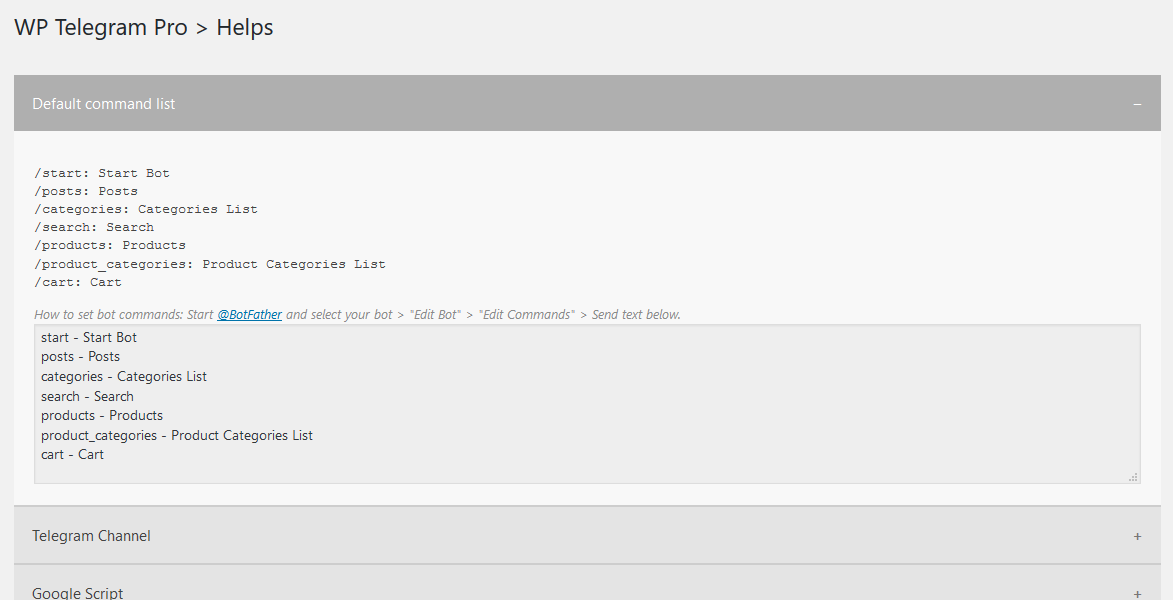 WP Telegram Pro > Helps
Default command list –
/start: Start Bot
/posts: Posts
/categories: Categories List
/search: Search
/products: Products
/product_categories: Product Categories List
/cart: Cart
How to set bot commands: Start @BotFather and select your bot > "Edit Bot" > "Edit Commands" > Send text below.
start - Start Bot
posts - Posts
categories - Categories List
search - Search
products - Products
product_categories - Product Categories List
cart - Cart
Telegram Channel +
Google Script +